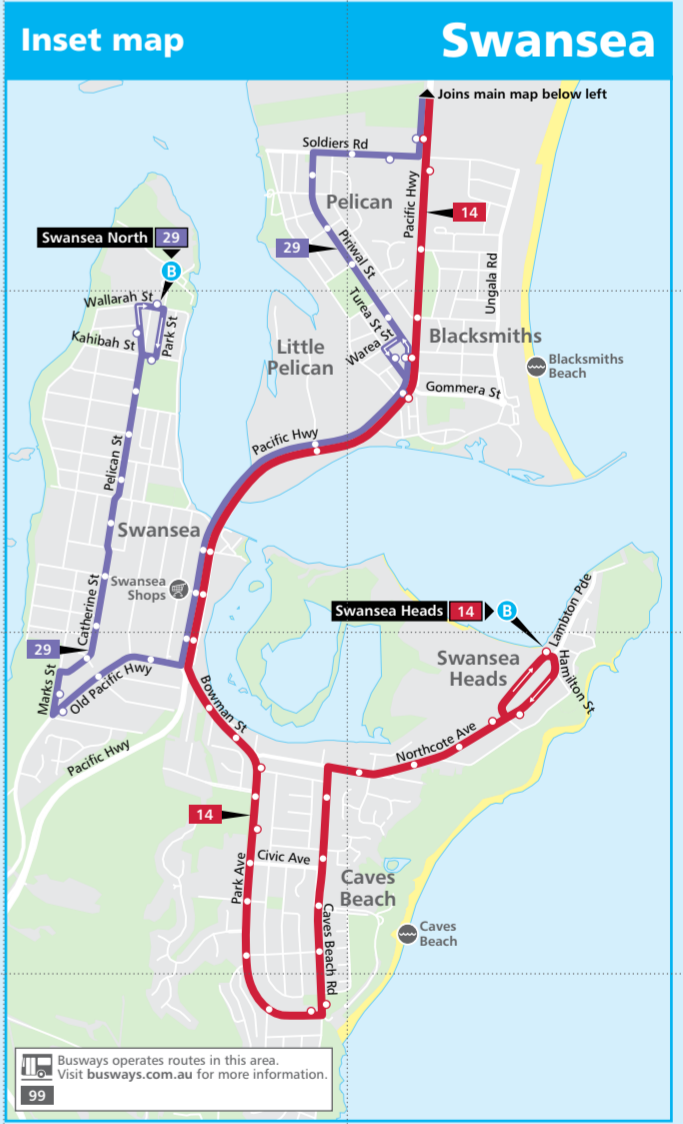 Inset map
Swansea
Joins main map below left
Soldiers Rd
Pelican
Pacific Hwy
14
Swansea North 29
B
29
Piriwal St
Ungala Rd
Wallarah St
Kahibah St
Park St
Turea St
Warea St
Little
Pelican
Blacksmiths
Blacksmiths
Beach
Gommera St
Pacific Hwy
Pelican St
Swansea
Swansea
Shops
Catherine St
Swansea Heads 14
B
Lambton Pde
29
Marks St
Old Pacific Hwy
Swansea
Heads
Hamilton St
Bowman St
Northcote Ave
Pacific Hwy
14
Park Ave
Civic Ave
Caves
Beach
Caves Beach Rd
Caves
Beach
Busways operates routes in this area.
Visit busways.com.au for more information.
99